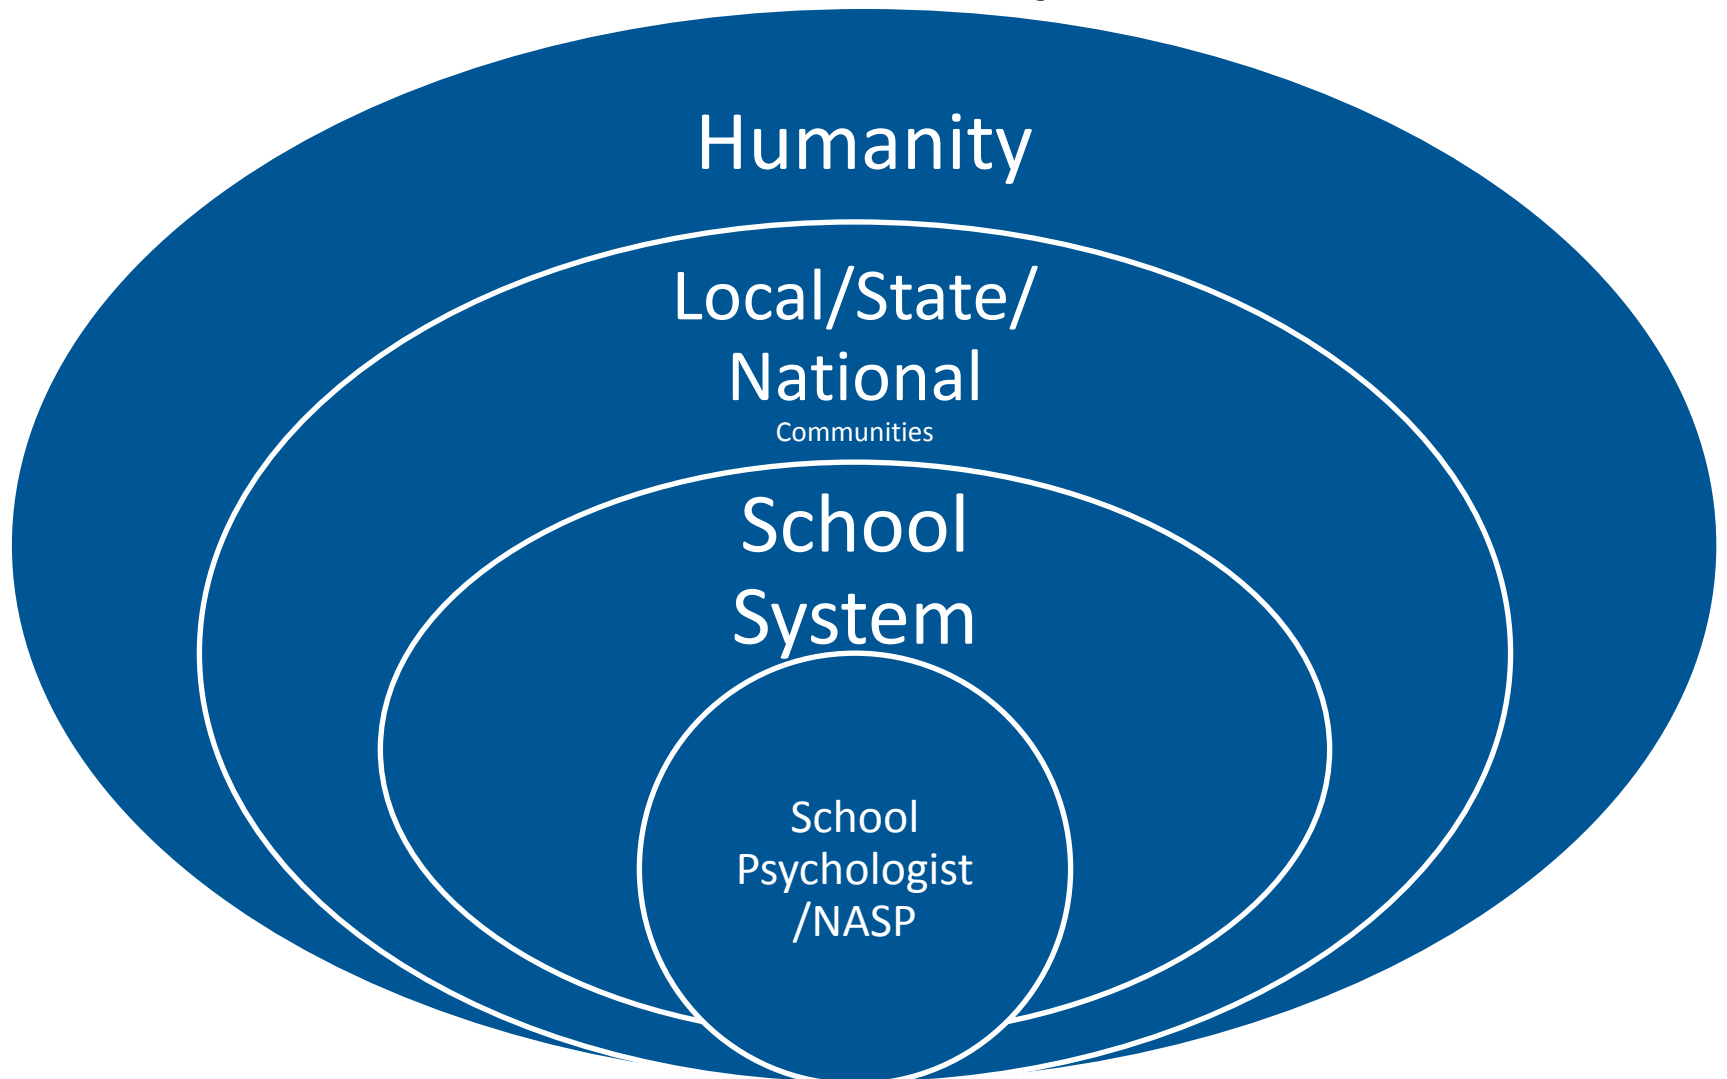 Humanity
Local/State/
National
Communities
School
System
School
Psychologist
/NASP